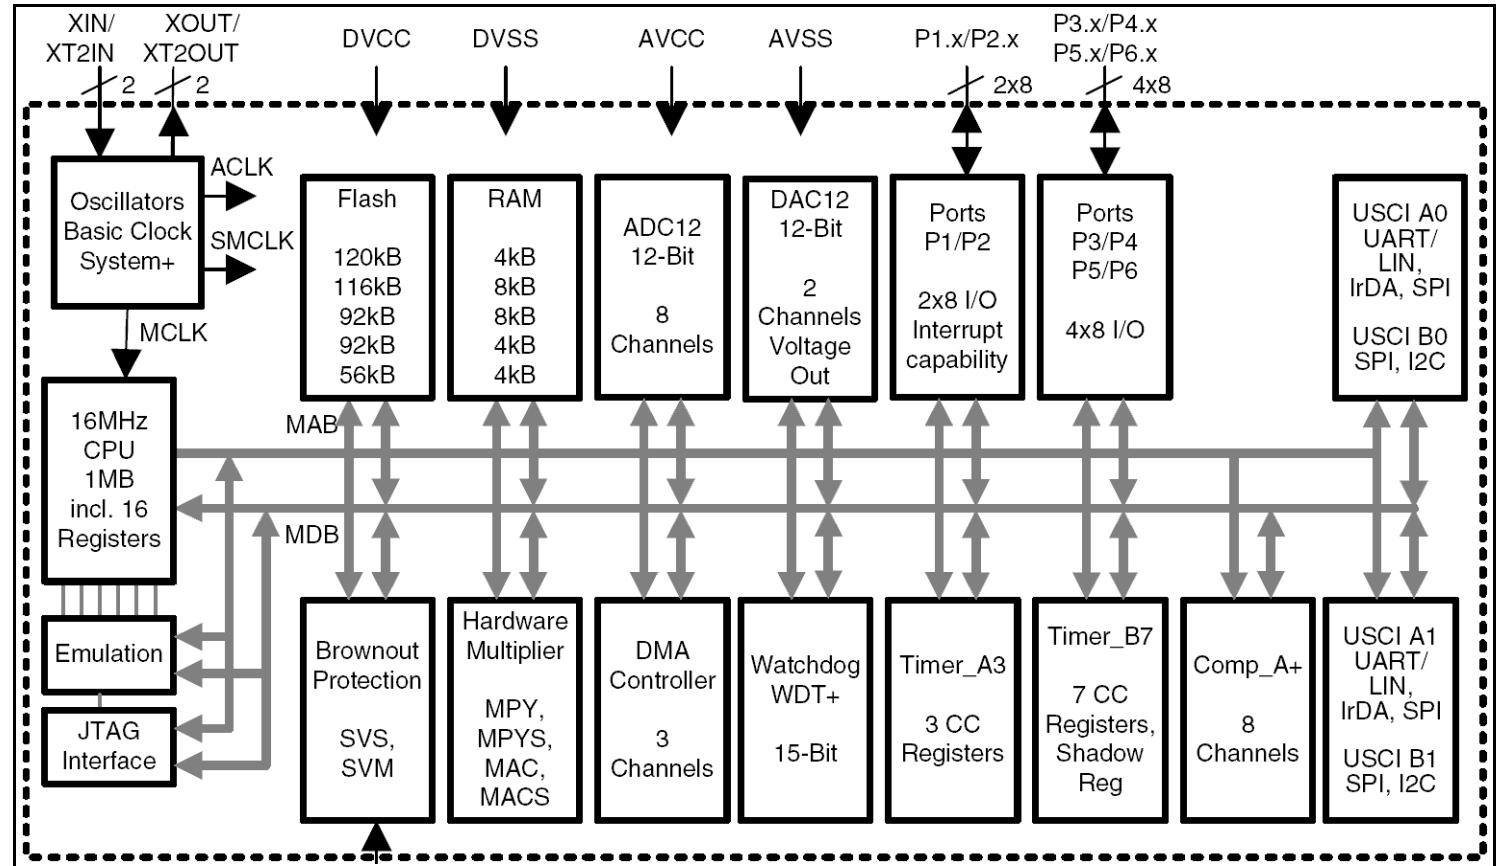 XIN/
XT2IN
2
XOUT/
XT2OUT
2
DVCC
DVSS
AVCC
AVSS
P1.x/P2.x
2x8
P3.x/P4.x
P5.x/P6.x
4x8
Oscillators
Basic Clock
System+
ACLK
SMCLK
MCLK
Flash
120kB
116kB
92kB
92kB
56kB
RAM
4kB
8kB
8kB
4kB
4kB
ADC12
12-Bit
8
Channels
DAC12
12-Bit
2
Channels
Voltage
Out
Ports
P1/P2
2x8 I/O
Interrupt
capability
Ports
P3/P4
P5/P6
4x8 I/O
USCI A0
UART/
LIN,
IrDA, SPI
USCI B0
SPI, I2C
16MHz
CPU
1MB
incl. 16
Registers
MAB
MDB
Emulation
JTAG
Interface
Brownout
Protection
SVS,
SVM
Hardware
Multiplier
MPY,
MPYS,
MAC,
MACS
DMA
Controller
3
Channels
Watchdog
WDT+
15-Bit
Timer_A3
3 CC
Registers
Timer_B7
7 CC
Registers,
Shadow
Reg
Comp_A+
8
Channels
USCI A1
UART/
LIN,
IrDA, SPI
USCI B1
SPI, I2C